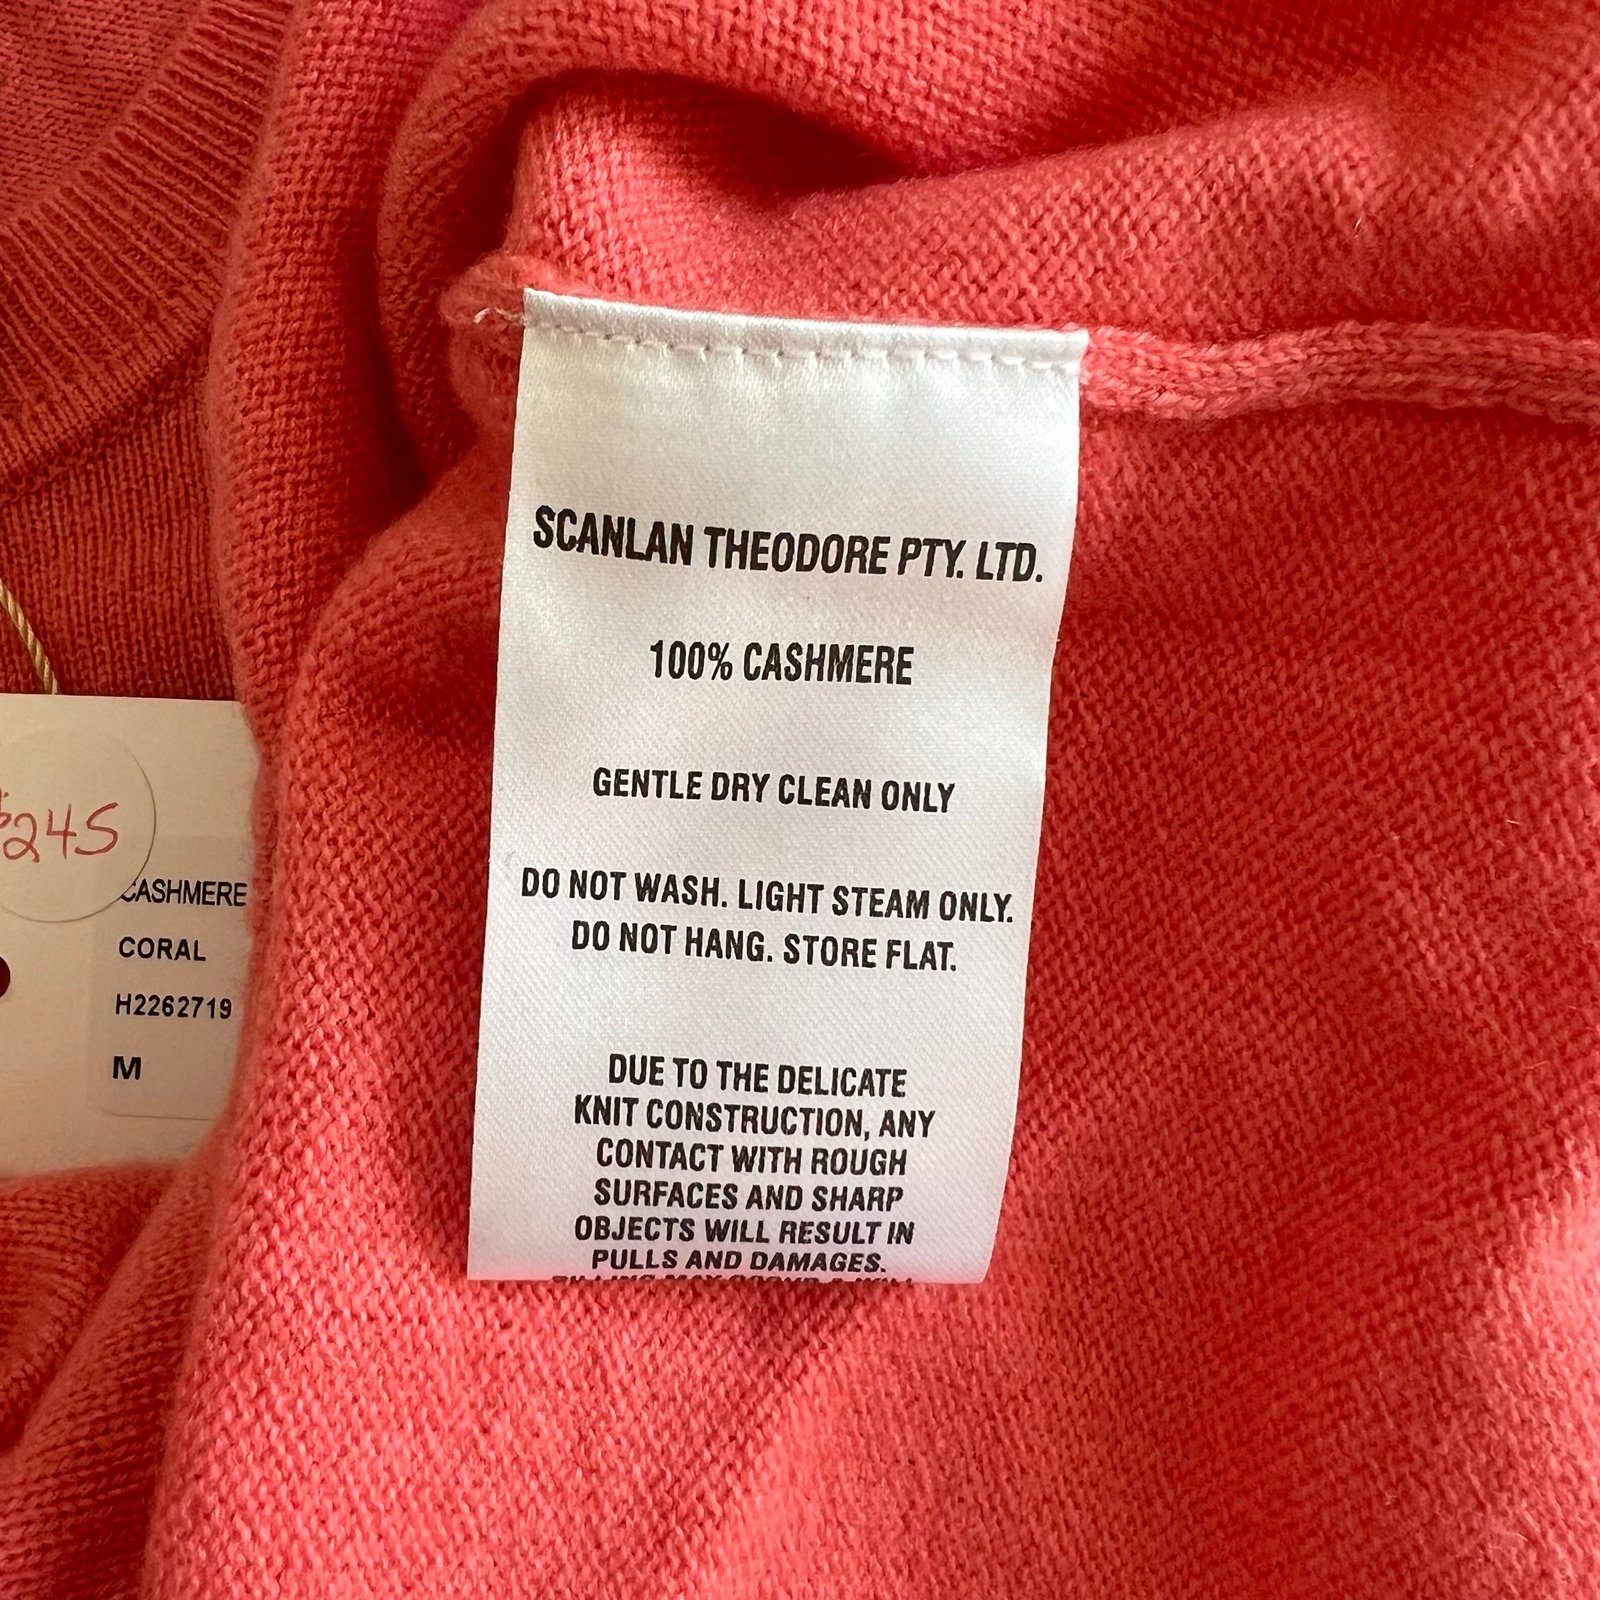 SCANLAN THEODORE PTY. LTD.
100% CASHMERE
GENTLE DRY CLEAN ONLY
DO NOT WASH. LIGHT STEAM ONLY.
DO NOT HANG. STORE FLAT.
DUE TO THE DELICATE
KNIT CONSTRUCTION, ANY
CONTACT WITH ROUGH
SURFACES AND SHARP
OBJECTS WILL RESULT IN
PULLS AND DAMAGES.
$245
CASHMERE
CORAL
H2262719
M